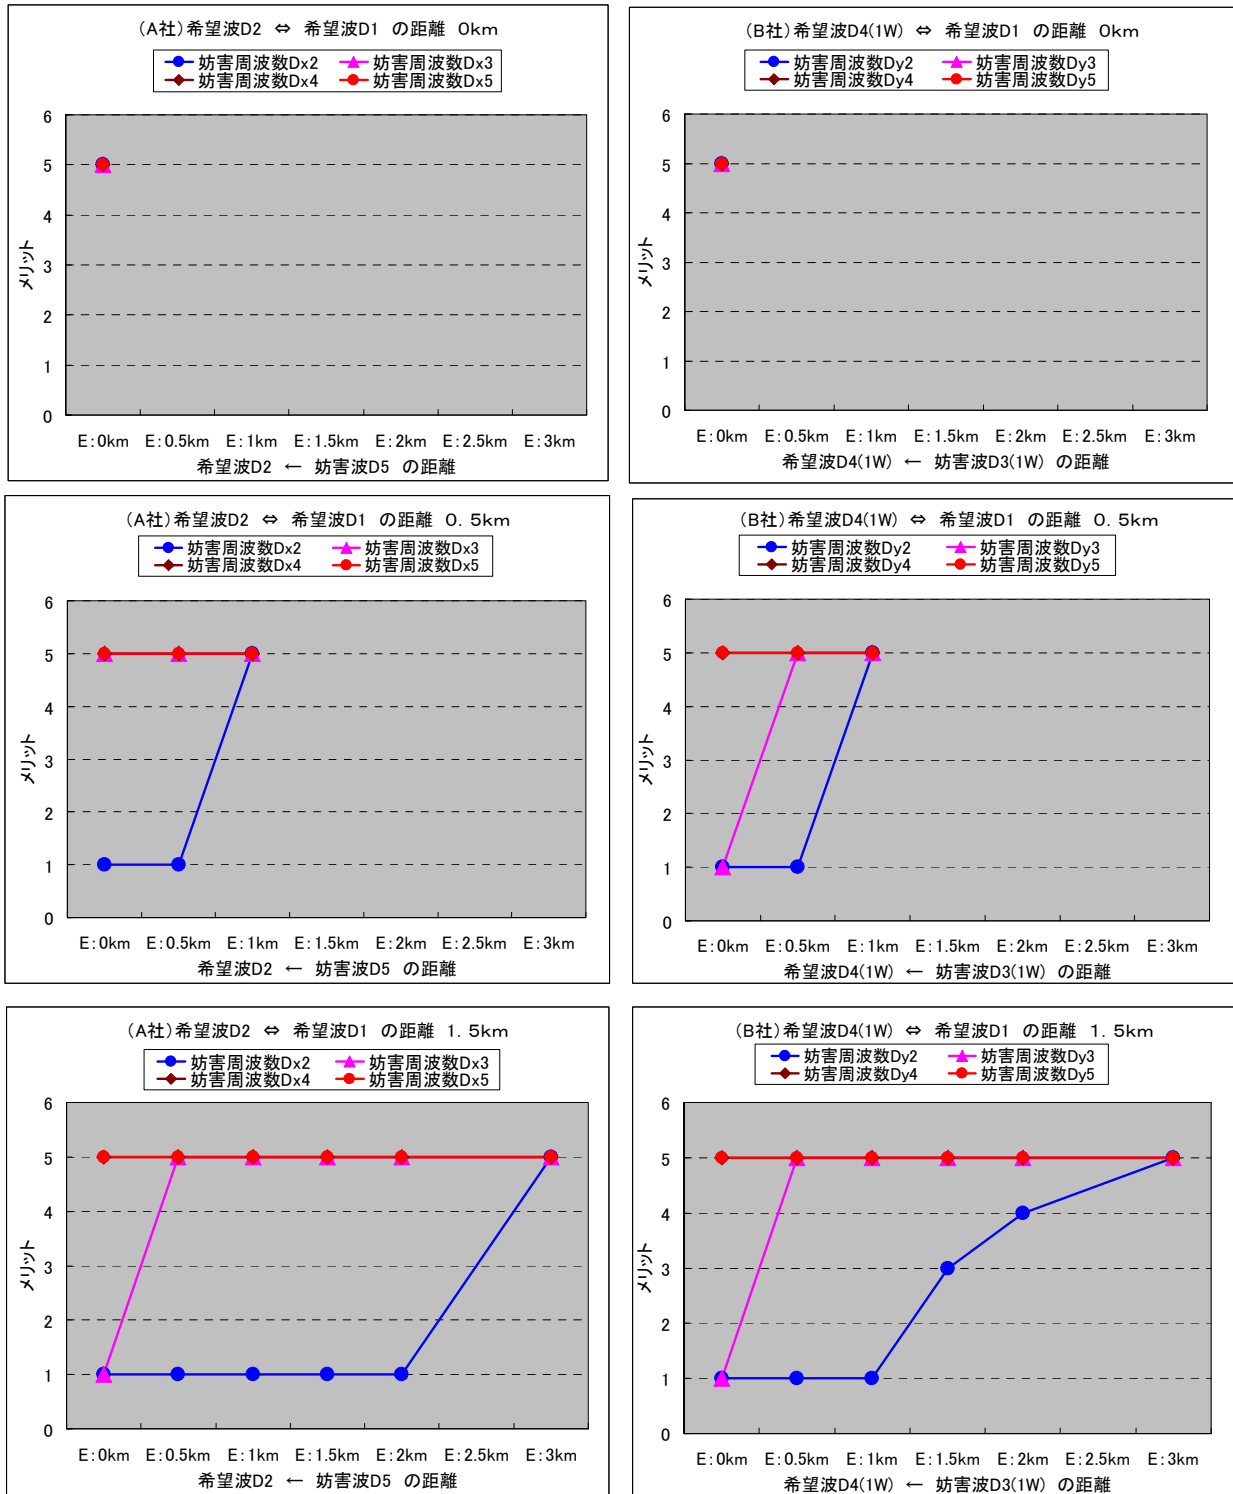 (A社)希望波D2 ⇔ 希望波D1 の距離 0km
妨害周波数Dx2 妨害周波数Dx3
妨害周波数Dx4 妨害周波数Dx5
6
5
4
3
2
1
0
メリット
E:0km E:0.5km E:1km E:1.5km E:2km E:2.5km E:3km
希望波D2 ← 妨害波D5 の距離
(B社)希望波D4(1W) ⇔ 希望波D1 の距離 0km
妨害周波数Dy2 妨害周波数Dy3
妨害周波数Dy4 妨害周波数Dy5
6
5
4
3
2
1
0
メリット
E:0km E:0.5km E:1km E:1.5km E:2km E:2.5km E:3km
希望波D4(1W) ← 妨害波D3(1W) の距離
(A社)希望波D2 ⇔ 希望波D1 の距離 0.5km
妨害周波数Dx2 妨害周波数Dx3
妨害周波数Dx4 妨害周波数Dx5
6
5
4
3
2
1
0
メリット
E:0km E:0.5km E:1km E:1.5km E:2km E:2.5km E:3km
希望波D2 ← 妨害波D5 の距離
(B社)希望波D4(1W) ⇔ 希望波D1 の距離 0.5km
妨害周波数Dy2 妨害周波数Dy3
妨害周波数Dy4 妨害周波数Dy5
6
5
4
3
2
1
0
メリット
E:0km E:0.5km E:1km E:1.5km E:2km E:2.5km E:3km
希望波D4(1W) ← 妨害波D3(1W) の距離
(A社)希望波D2 ⇔ 希望波D1 の距離 1.5km
妨害周波数Dx2 妨害周波数Dx3
妨害周波数Dx4 妨害周波数Dx5
6
5
4
3
2
1
0
メリット
E:0km E:0.5km E:1km E:1.5km E:2km E:2.5km E:3km
希望波D2 ← 妨害波D5 の距離
(B社)希望波D4(1W) ⇔ 希望波D1 の距離 1.5km
妨害周波数Dy2 妨害周波数Dy3
妨害周波数Dy4 妨害周波数Dy5
6
5
4
3
2
1
0
メリット
E:0km E:0.5km E:1km E:1.5km E:2km E:2.5km E:3km
希望波D4(1W) ← 妨害波D3(1W) の距離